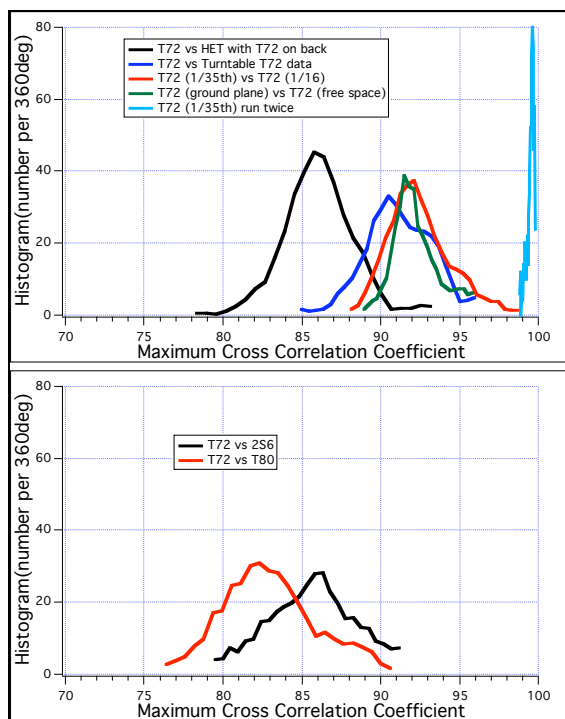 80
60
40
20
0
Histogram(number per 360deg)
T72 vs HET with T72 on back
T72 vs Turntable T72 data
T72 (1/35th) vs T72 (1/16)
T72 (ground plane) vs T72 (free space)
T72 (1/35th) run twice
70 75 80 85 90 95 100
Maximum Cross Correlation Coefficient
80
60
40
20
0
Histogram(number per 360deg)
T72 vs 2S6
T72 vs T80
70 75 80 85 90 95 100
Maximum Cross Correlation Coefficient